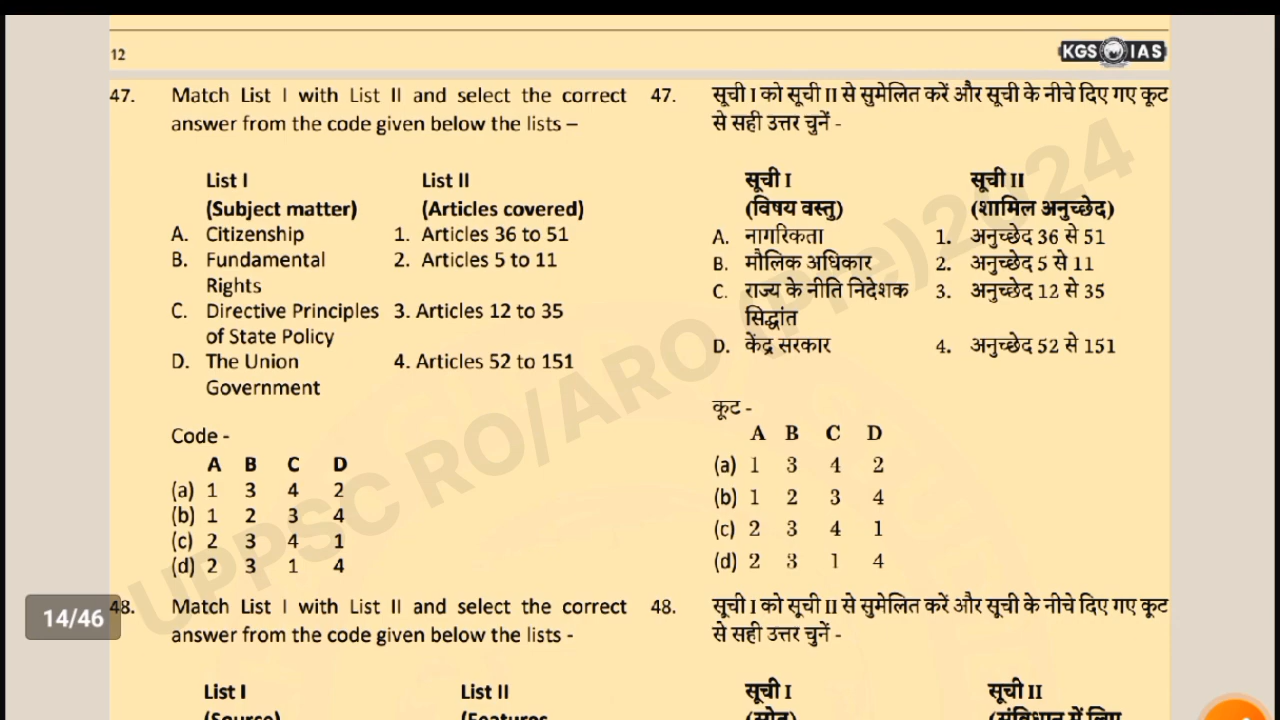 12
KGS IAS
47. Match List I with List II and select the correct
answer from the code given below the lists –
List I List II
(Subject matter) (Articles covered)
A. Citizenship 1. Articles 36 to 51
B. Fundamental 2. Articles 5 to 11
Rights
C. Directive Principles 3. Articles 12 to 35
of State Policy
D. The Union 4. Articles 52 to 151
Government
Code -
A B C D
(a) 1 3 4 2
(b) 1 2 3 4
(c) 2 3 4 1
(d) 2 3 1 4
48. Match List I with List II and select the correct
answer from the code given below the lists -
List I List II
(Source) (Features
47. सूची I को सूची II से सुमेलित करें और सूची के नीचे दिए गए कूट
से सही उत्तर चुनें -
सूची I सूची II
(विषय वस्तु) (शामिल अनुच्छेद)
A. नागरिकता 1. अनुच्छेद 36 से 51
B. मौलिक अधिकार 2. अनुच्छेद 5 से 11
C. राज्य के नीति निदेशक 3. अनुच्छेद 12 से 35
सिद्धांत
D. केंद्र सरकार 4. अनुच्छेद 52 से 151
कूट -
A B C D
(a) 1 3 4 2
(b) 1 2 3 4
(c) 2 3 4 1
(d) 2 3 1 4
48. सूची I को सूची II से सुमेलित करें और सूची के नीचे दिए गए कूट
से सही उत्तर चुनें -
सूची I सूची II
(स्रोत) (संविधान में लिए
14/46
UPPSC RO/ARO (Pre) 2024